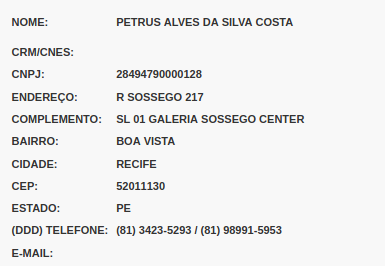 NOME: PETRUS ALVES DA SILVA COSTA
CRM/CNES:
CNPJ: 28494790000128
ENDEREÇO: R SOSSEGO 217
COMPLEMENTO: SL 01 GALERIA SOSSEGO CENTER
BAIRRO: BOA VISTA
CIDADE: RECIFE
CEP: 52011130
ESTADO: PE
(DDD) TELEFONE: (81) 3423-5293 / (81) 98991-5953
E-MAIL: